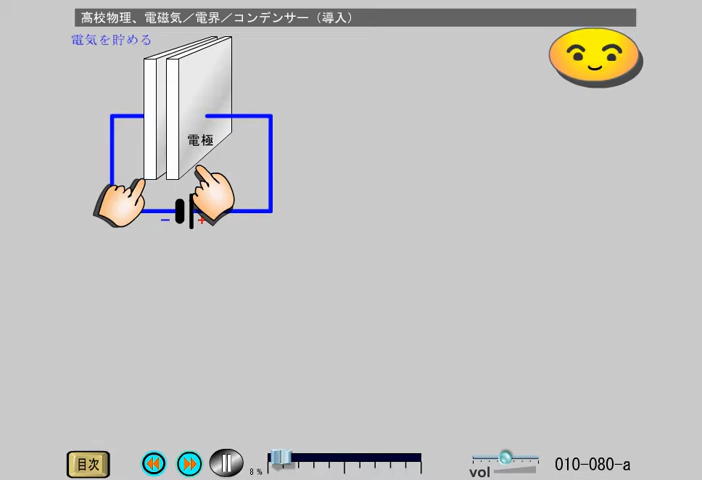 高校物理、電磁気／電界／コンデンサー（導入）
電気を貯める
電極
− +
目次
8 %
vol
010-080-a